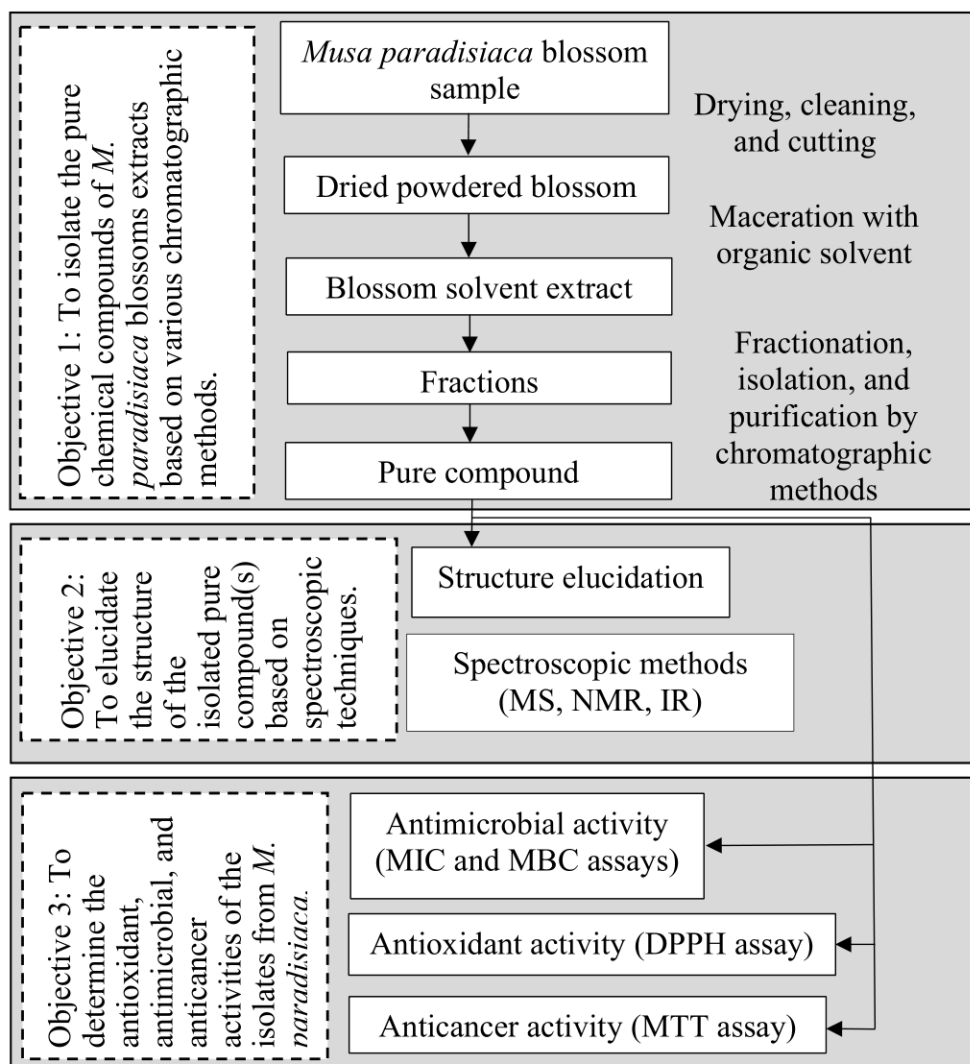 Objective 1: To isolate the pure
chemical compounds of M.
paradisiaca blossoms extracts
based on various chromatographic
methods.
Musa paradisiaca blossom
sample
Drying, cleaning,
and cutting
Dried powdered blossom
Maceration with
organic solvent
Blossom solvent extract
Fractions
Fractionation,
isolation, and
purification by
chromatographic
methods
Pure compound
Objective 2:
To elucidate
the structure
of the
isolated pure
compound(s)
based on
spectroscopic
techniques.
Structure elucidation
Spectroscopic methods
(MS, NMR, IR)
Objective 3: To
determine the
antioxidant,
antimicrobial, and
anticancer
activities of the
isolates from M.
naradisiaca.
Antimicrobial activity
(MIC and MBC assays)
Antioxidant activity (DPPH assay)
Anticancer activity (MTT assay)